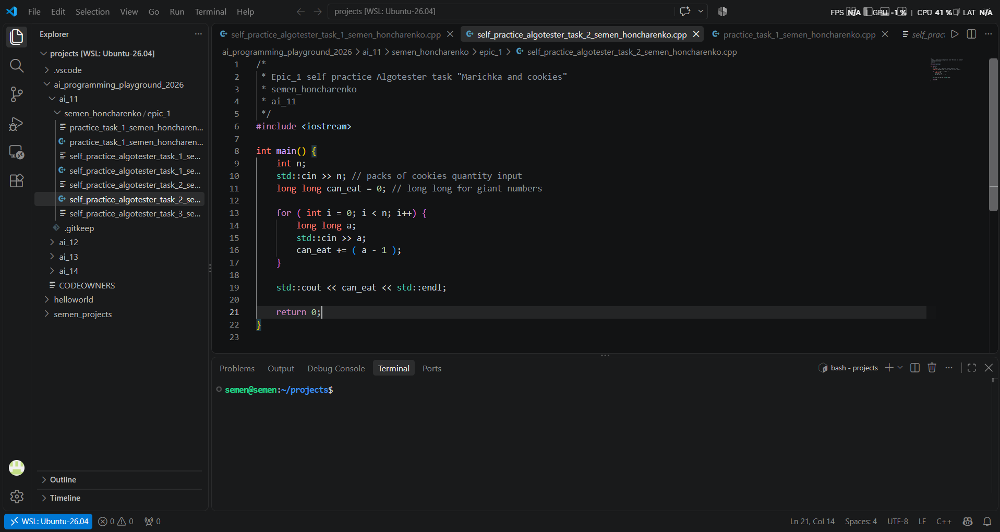 File Edit Selection View Go Run Terminal Help
projects [WSL: Ubuntu-26.04]
FPS N/A | GPU -1 % | CPU 41 % LAT N/A
Explorer
projects [WSL: Ubuntu-26.04]
.vscode
ai_programming_playground_2026
ai_11
semen_honcharenko / epic_1
practice_task_1_semen_honcharen...
practice_task_1_semen_honcharen...
self_practice_algotester_task_1_se...
self_practice_algotester_task_1_se...
self_practice_algotester_task_2_se...
self_practice_algotester_task_2_se...
self_practice_algotester_task_3_se...
.gitkeep
ai_12
ai_13
ai_14
CODEOWNERS
helloworld
semen_projects
Outline
Timeline
self_practice_algotester_task_1_semen_honcharenko.cpp
self_practice_algotester_task_2_semen_honcharenko.cpp
practice_task_1_semen_honcharenko.cpp
self_prac
ai_programming_playground_2026 > ai_11 > semen_honcharenko > epic_1 > self_practice_algotester_task_2_semen_honcharenko.cpp
1 /*
2 * Epic_1 self practice Algotester task "Marichka and cookies"
3 * semen_honcharenko
4 * ai_11
5 */
6 #include <iostream>
7
8 int main() {
9 int n;
10 std::cin >> n; // packs of cookies quantity input
11 long long can_eat = 0; // long long for giant numbers
12
13 for ( int i = 0; i < n; i++) {
14 long long a;
15 std::cin >> a;
16 can_eat += ( a - 1 );
17 }
18
19 std::cout << can_eat << std::endl;
20
21 return 0;
22 }
23
Problems Output Debug Console Terminal Ports
bash - projects
semen@semen:~/projects$
WSL: Ubuntu-26.04
0 0
0
Ln 21, Col 14 Spaces: 4 UTF-8 LF C++